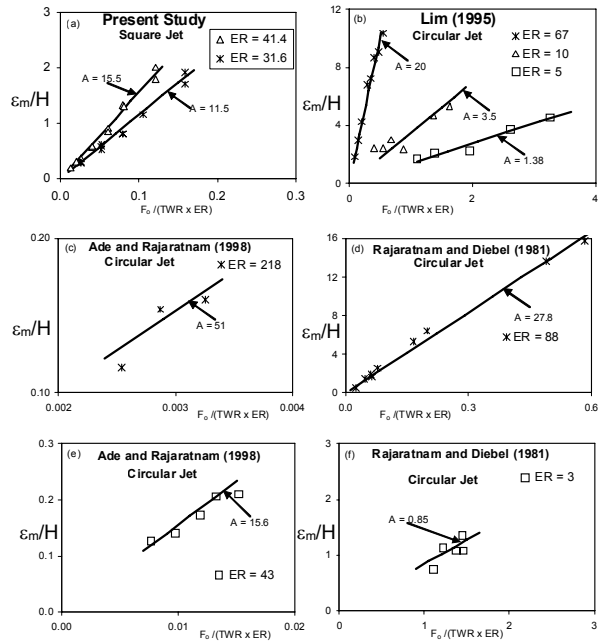 (a) Present Study
Square Jet
△ ER = 41.4
ӿ ER = 31.6
A = 15.5
A = 11.5
εm/H
3
2
1
0
0.0 0.1 0.2 0.3
Fo /(TWR x ER)
(b) Lim (1995)
Circular Jet
ӿ ER = 67
△ ER = 10
□ ER = 5
A = 20
A = 3.5
A = 1.38
εm/H
12
8
4
0
0 2 4
Fo /(TWR x ER)
(c) Ade and Rajaratnam (1998)
Circular Jet
ӿ ER = 218
A = 51
εm/H
0.20
0.10
0.002 0.003 0.004
Fo /(TWR x ER)
(d) Rajaratnam and Diebel (1981)
Circular Jet
A = 27.8
ӿ ER = 88
εm/H
16
12
8
4
0
0.0 0.3 0.6
Fo /(TWR x ER)
(e) Ade and Rajaratnam (1998)
Circular Jet
A = 15.6
□ ER = 43
εm/H
0.3
0.2
0.1
0.0
0.00 0.01 0.02
Fo /(TWR x ER)
(f) Rajaratnam and Diebel (1981)
Circular Jet
□ ER = 3
A = 0.85
εm/H
3
2
1
0
0 1 2 3
Fo /(TWR x ER)